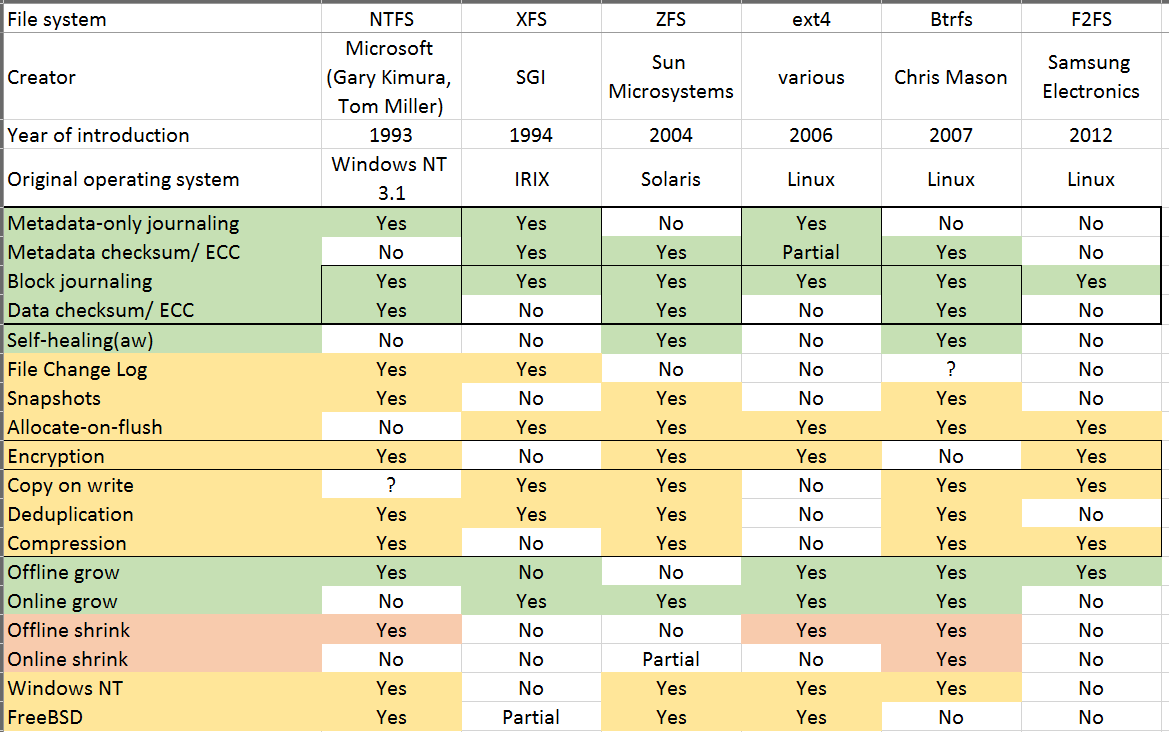 File system NTFS XFS ZFS ext4 Btrfs F2FS
Creator Microsoft (Gary Kimura, Tom Miller) SGI Sun Microsystems various Chris Mason Samsung Electronics
Year of introduction 1993 1994 2004 2006 2007 2012
Original operating system Windows NT 3.1 IRIX Solaris Linux Linux Linux
Metadata-only journaling Yes Yes No Yes No No
Metadata checksum/ ECC No Yes Yes Partial Yes No
Block journaling Yes Yes Yes Yes Yes Yes
Data checksum/ ECC Yes No Yes No Yes No
Self-healing(aw) No No Yes No Yes No
File Change Log Yes Yes No No ? No
Snapshots Yes No Yes No Yes No
Allocate-on-flush No Yes Yes Yes Yes Yes
Encryption Yes No Yes Yes No Yes
Copy on write ? Yes Yes No Yes Yes
Deduplication Yes Yes Yes No Yes No
Compression Yes No Yes No Yes Yes
Offline grow Yes No No Yes Yes Yes
Online grow No Yes Yes Yes Yes No
Offline shrink Yes No No Yes Yes No
Online shrink No No Partial No Yes No
Windows NT Yes No Yes Yes Yes No
FreeBSD Yes Partial Yes Yes No No